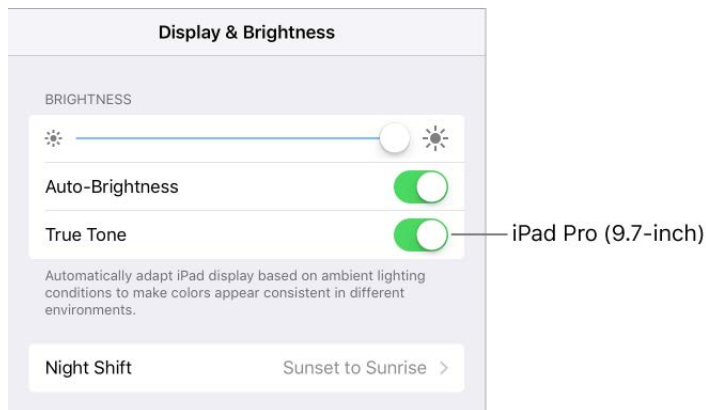 Display & Brightness
BRIGHTNESS
Auto-Brightness
True Tone
iPad Pro (9.7-inch)
Automatically adapt iPad display based on ambient lighting
conditions to make colors appear consistent in different
environments.
Night Shift
Sunset to Sunrise